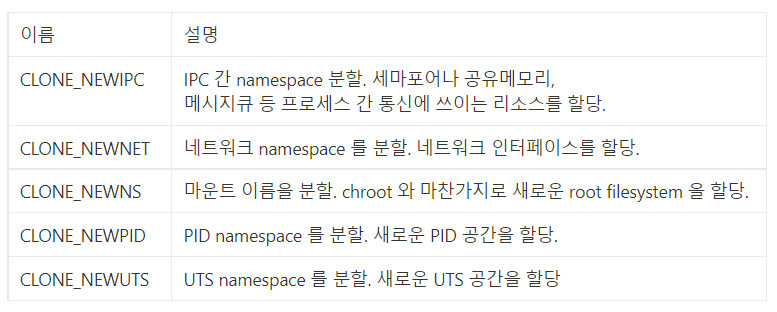 이름 설명
CLONE_NEWIPC IPC 간 namespace 분할. 세마포어나 공유메모리,
메시지큐 등 프로세스 간 통신에 쓰이는 리소스를 할당.
CLONE_NEWNET 네트워크 namespace 를 분할. 네트워크 인터페이스를 할당.
CLONE_NEWNS 마운트 이름을 분할. chroot 와 마찬가지로 새로운 root filesystem 을 할당.
CLONE_NEWPID PID namespace 를 분할. 새로운 PID 공간을 할당.
CLONE_NEWUTS UTS namespace 를 분할. 새로운 UTS 공간을 할당